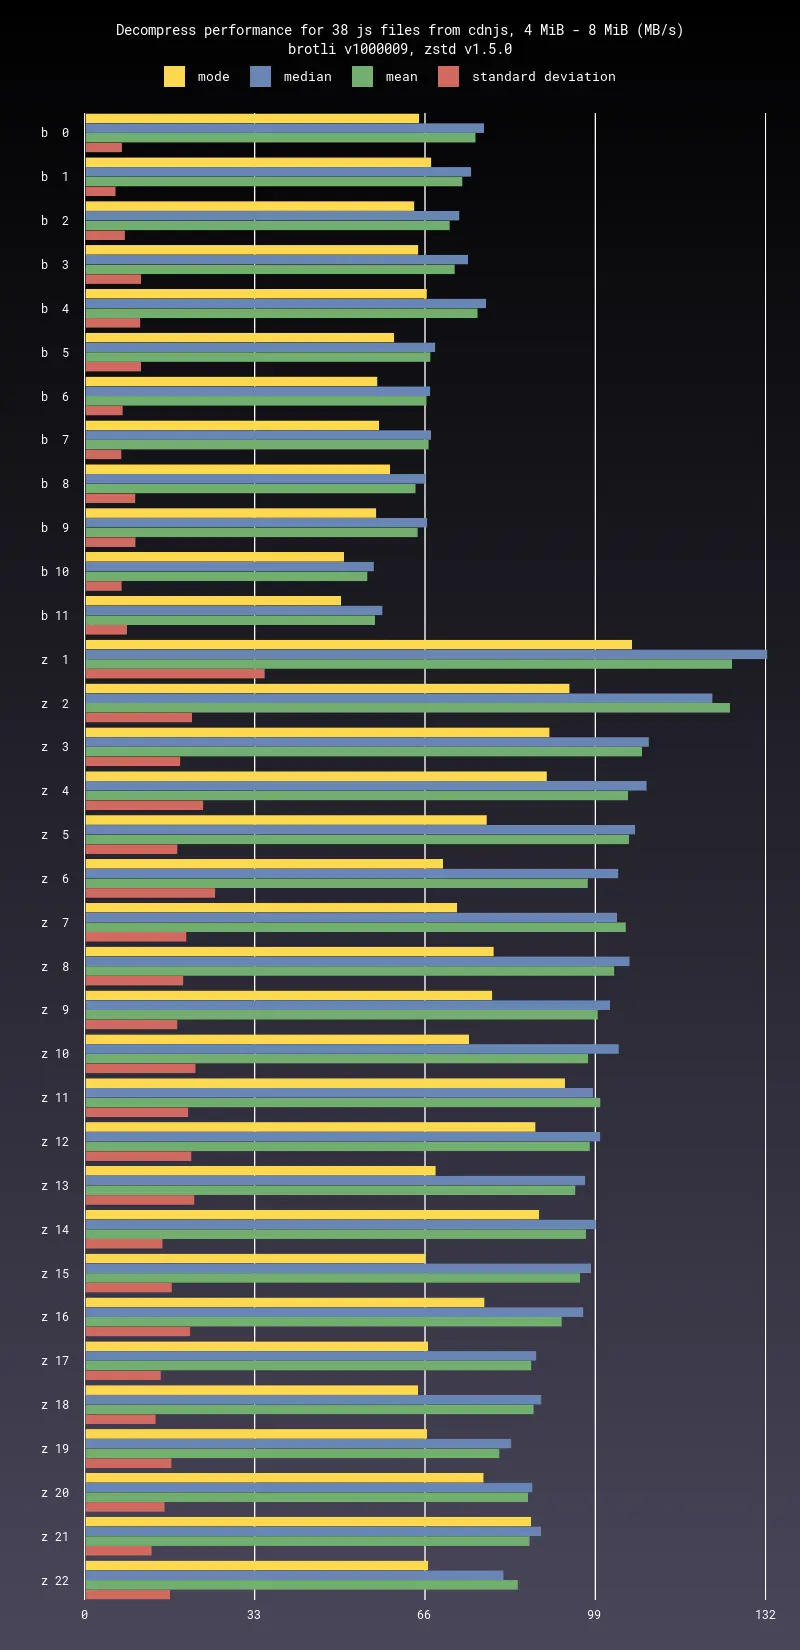 Decompress performance for 38 js files from cdnjs, 4 MiB - 8 MiB (MB/s)
brotli v1000009, zstd v1.5.0
mode median mean standard deviation
b 0
b 1
b 2
b 3
b 4
b 5
b 6
b 7
b 8
b 9
b 10
b 11
z 1
z 2
z 3
z 4
z 5
z 6
z 7
z 8
z 9
z 10
z 11
z 12
z 13
z 14
z 15
z 16
z 17
z 18
z 19
z 20
z 21
z 22
0 33 66 99 132